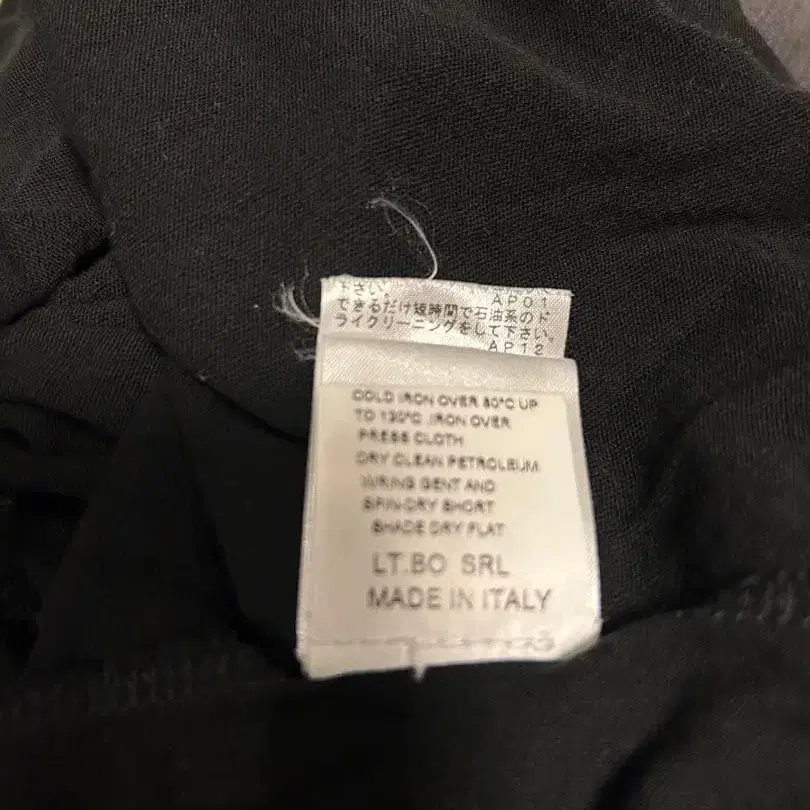 下さい。
AP01
できるだけ短時間で石油系のド
ライクリーニングをして下さい。
AP12
COLD IRON OVER 80°C UP
TO 120°C .IRON OVER
PRESS CLOTH
DRY CLEAN PETROLEUM
WRING GENT AND
SPIN-DRY SHORT
SHADE DRY FLAT
LT.BO SRL
MADE IN ITALY